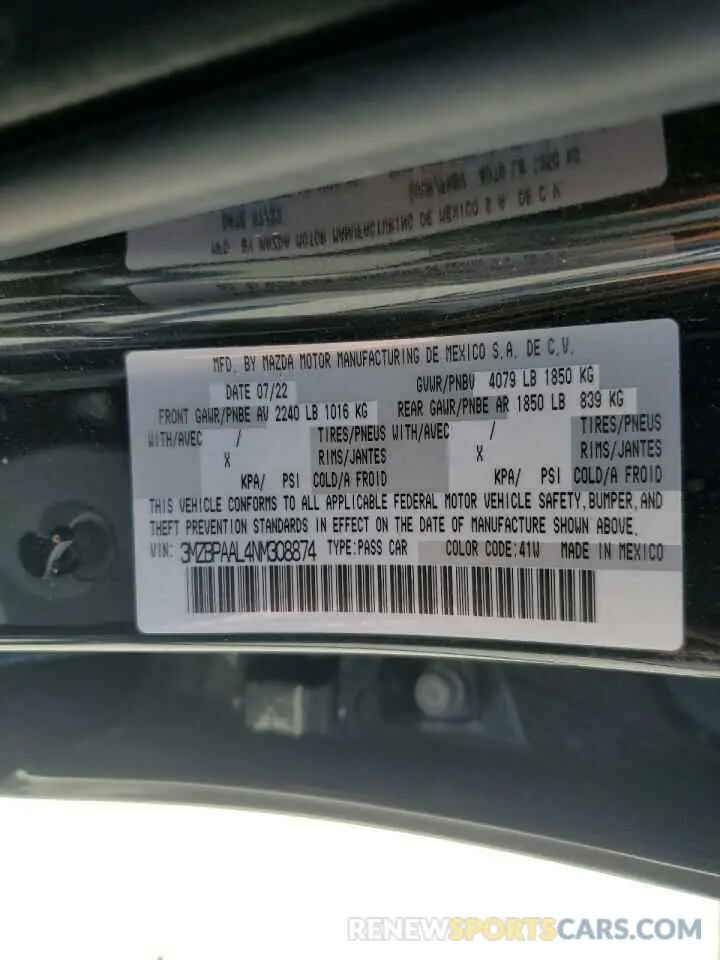 MFD. BY MAZDA MOTOR MANUFACTURING DE MEXICO S.A. DE C.V.
DATE 07/22 GVWR/PNBV 4079 LB 1850 KG
FRONT GAWR/PNBE AV 2240 LB 1016 KG REAR GAWR/PNBE AR 1850 LB 839 KG
WITH/AVEC / TIRES/PNEUS WITH/AVEC / TIRES/PNEUS
X RIMS/JANTES X RIMS/JANTES
KPA/ PSI COLD/A FROID KPA/ PSI COLD/A FROID
THIS VEHICLE CONFORMS TO ALL APPLICABLE FEDERAL MOTOR VEHICLE SAFETY, BUMPER, AND
THEFT PREVENTION STANDARDS IN EFFECT ON THE DATE OF MANUFACTURE SHOWN ABOVE.
VIN: 3MZBPAAL4NM308874 TYPE:PASS CAR COLOR CODE:41W MADE IN MEXICO
RENEWSPORTSCARS.COM